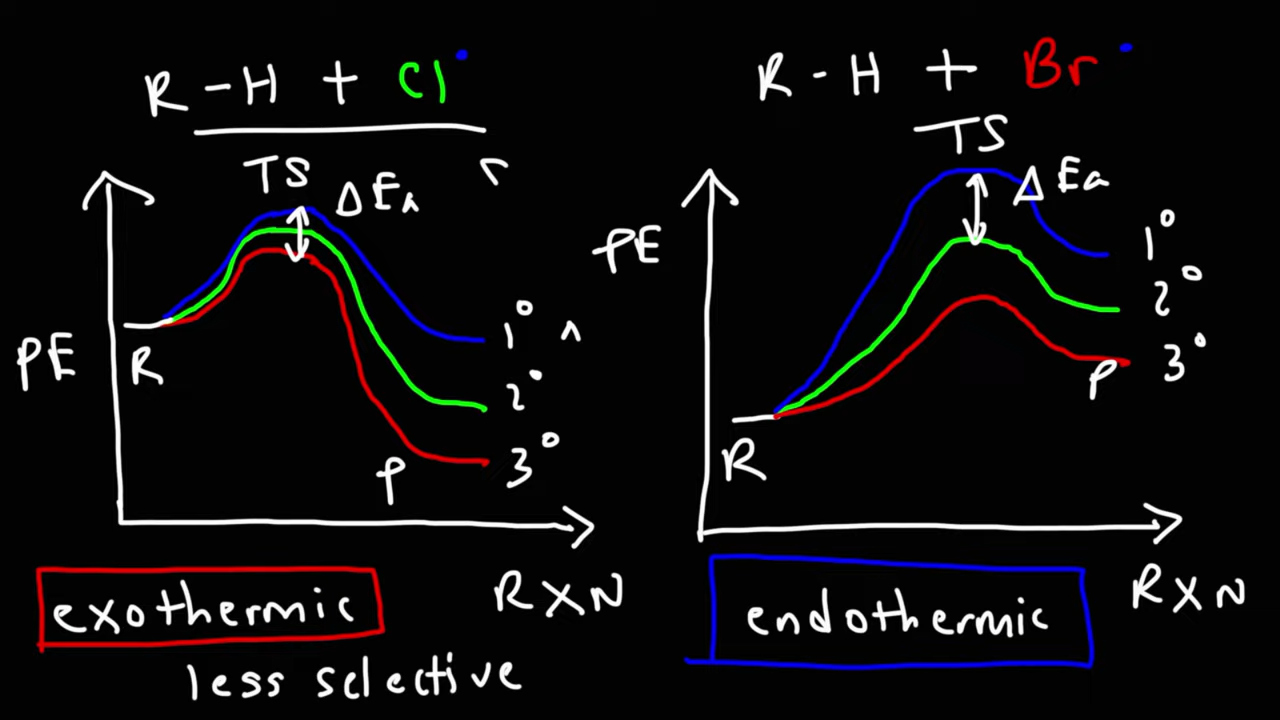 R-H + Cl•
TS
ΔEa
PE
R
1°
2°
3°
P
RXN
exothermic
less selective
R-H + Br•
TS
ΔEa
PE
R
1°
2°
3°
P
RXN
endothermic